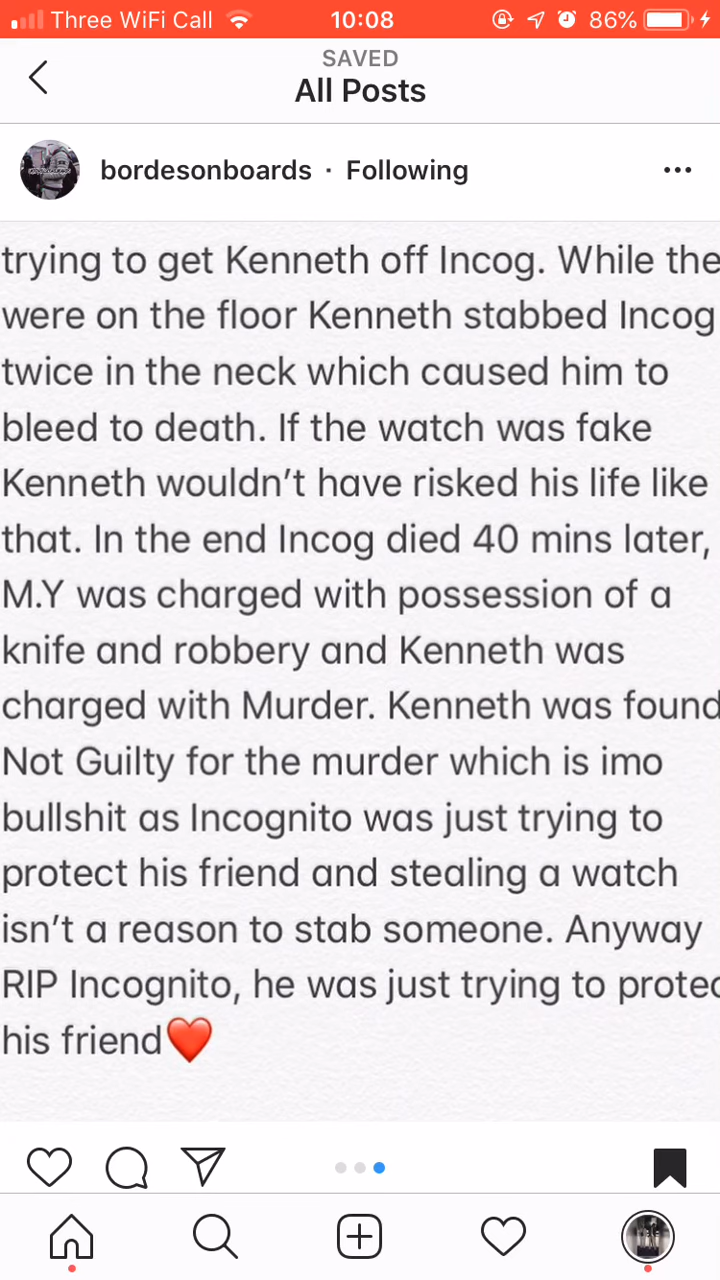 Three WiFi Call 10:08 86%
SAVED
All Posts
bordesonboards · Following
trying to get Kenneth off Incog. While the
were on the floor Kenneth stabbed Incog
twice in the neck which caused him to
bleed to death. If the watch was fake
Kenneth wouldn’t have risked his life like
that. In the end Incog died 40 mins later,
M.Y was charged with possession of a
knife and robbery and Kenneth was
charged with Murder. Kenneth was found
Not Guilty for the murder which is imo
bullshit as Incognito was just trying to
protect his friend and stealing a watch
isn’t a reason to stab someone. Anyway
RIP Incognito, he was just trying to protec
his friend❤️